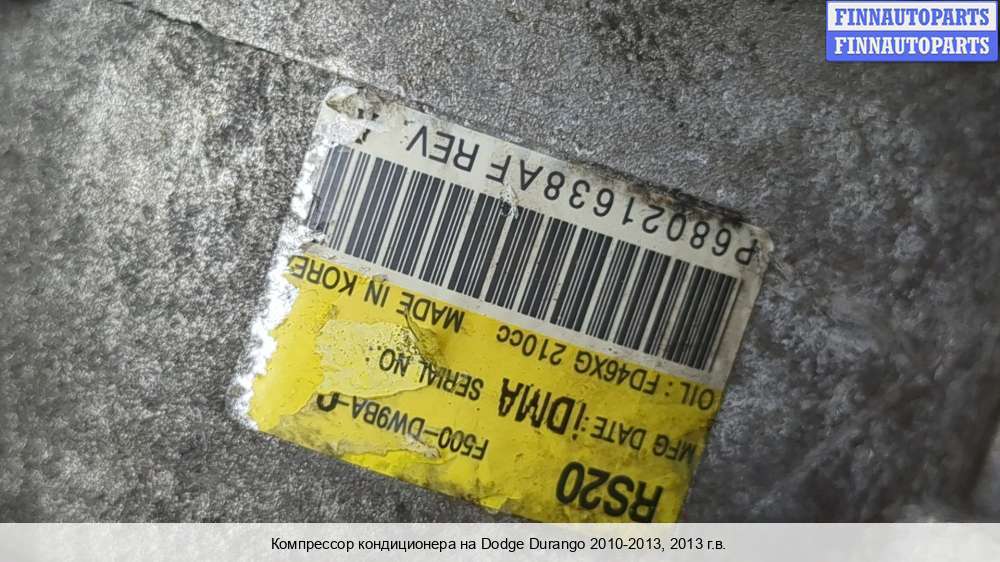 FINNAUTOPARTS
FINNAUTOPARTS
RS20
F500-DW9BA-
MFG DATE: iDMA SERIAL NO.:
OIL: FD46XG 210cc MADE IN KORE
P68021638AF REV
Компрессор кондиционера на Dodge Durango 2010-2013, 2013 г.в.